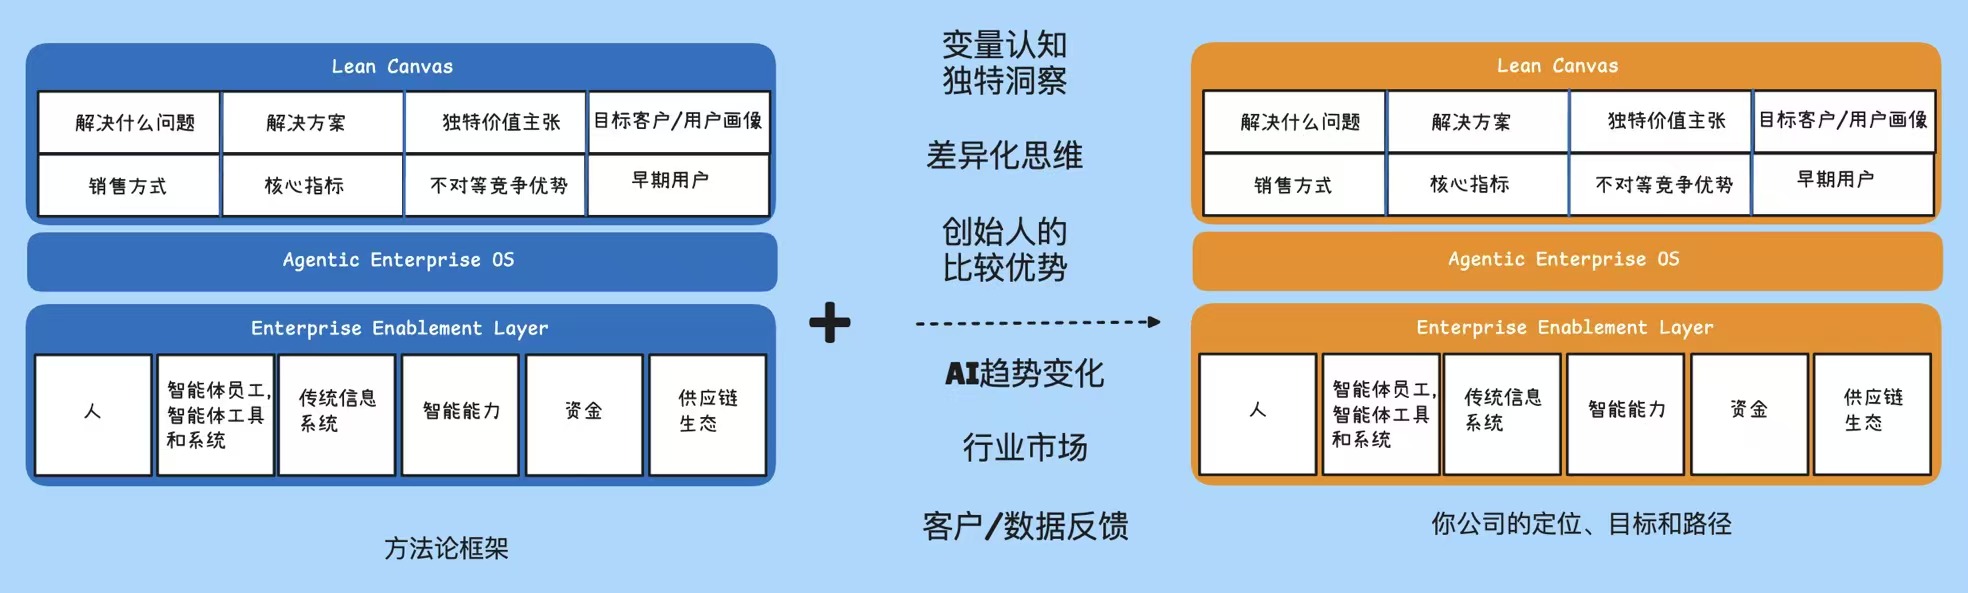 Lean Canvas
解决什么问题
解决方案
独特价值主张
目标客户/用户画像
销售方式
核心指标
不对等竞争优势
早期用户
Agentic Enterprise OS
Enterprise Enablement Layer
人
智能体员工,
智能体工具
和系统
传统信息
系统
智能能力
资金
供应链
生态
方法论框架
+
变量认知
独特洞察
差异化思维
创始人的
比较优势
AI趋势变化
行业市场
客户/数据反馈
Lean Canvas
解决什么问题
解决方案
独特价值主张
目标客户/用户画像
销售方式
核心指标
不对等竞争优势
早期用户
Agentic Enterprise OS
Enterprise Enablement Layer
人
智能体员工,
智能体工具
和系统
传统信息
系统
智能能力
资金
供应链
生态
你公司的定位、目标和路径